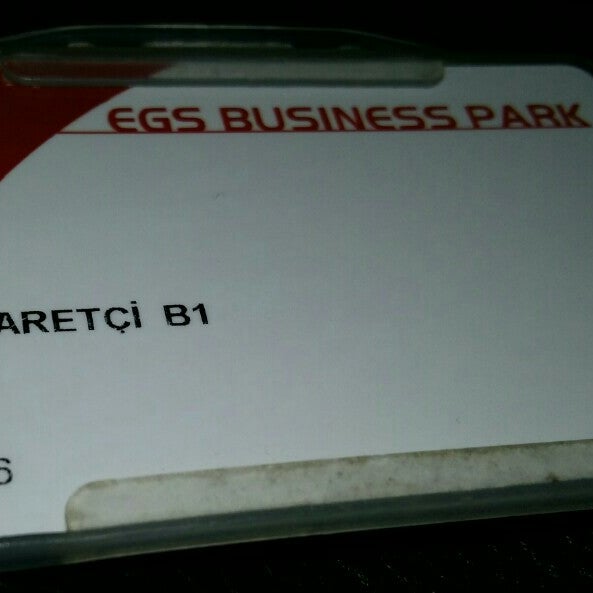 EGS BUSINESS PARK
ARETÇİ B1
6